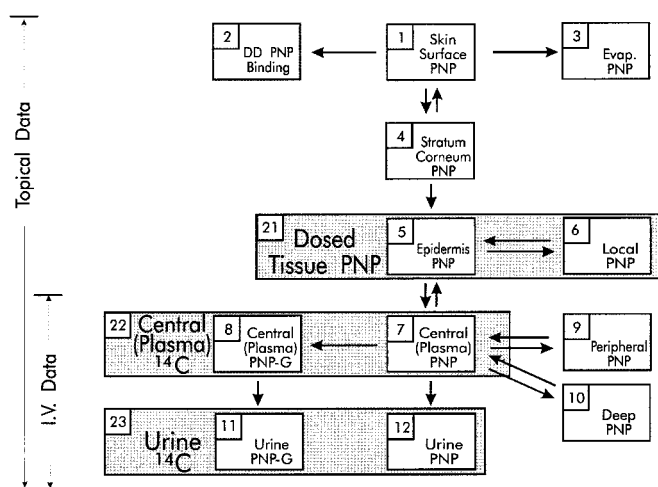 2
DD PNP
Binding
1
Skin
Surface
PNP
3
Evap.
PNP
4
Stratum
Corneum
PNP
21
Dosed
Tissue PNP
5
Epidermis
PNP
6
Local
PNP
22
Central
(Plasma)
14C
8
Central
(Plasma)
PNP-G
7
Central
(Plasma)
PNP
9
Peripheral
PNP
10
Deep
PNP
23
Urine
14C
11
Urine
PNP-G
12
Urine
PNP
Topical Data
I.V. Data